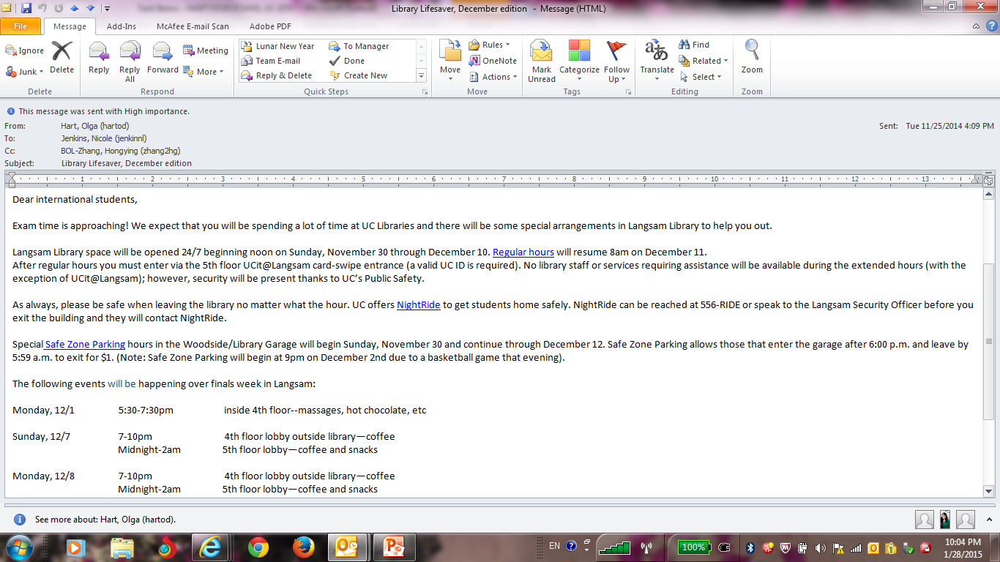 Library Lifesaver, December edition - Message (HTML)
File Message Add-Ins McAfee E-mail Scan Adobe PDF
Ignore
Junk
Delete
Delete
Reply
Reply All
Forward
Meeting
More
Respond
Lunar New Year To Manager
Team E-mail Done
Reply & Delete Create New
Quick Steps
Move
Rules
OneNote
Actions
Move
Mark Unread
Categorize
Follow Up
Tags
Translate
Find
Related
Select
Editing
Zoom
Zoom
This message was sent with High importance.
From: Hart, Olga (hartod) Sent: Tue 11/25/2014 4:09 PM
To: Jenkins, Nicole (jenkinnl)
Cc: BOL-Zhang, Hongying (zhang2hg)
Subject: Library Lifesaver, December edition
1 2 3 4 5 6 7 8 9 10 11 12 13
Dear international students,
Exam time is approaching! We expect that you will be spending a lot of time at UC Libraries and there will be some special arrangements in Langsam Library to help you out.
Langsam Library space will be opened 24/7 beginning noon on Sunday, November 30 through December 10. Regular hours will resume 8am on December 11.
After regular hours you must enter via the 5th floor UCit@Langsam card-swipe entrance (a valid UC ID is required). No library staff or services requiring assistance will be available during the extended hours (with the
exception of UCit@Langsam); however, security will be present thanks to UC's Public Safety.
As always, please be safe when leaving the library no matter what the hour. UC offers NightRide to get students home safely. NightRide can be reached at 556-RIDE or speak to the Langsam Security Officer before you
exit the building and they will contact NightRide.
Special Safe Zone Parking hours in the Woodside/Library Garage will begin Sunday, November 30 and continue through December 12. Safe Zone Parking allows those that enter the garage after 6:00 p.m. and leave by
5:59 a.m. to exit for $1. (Note: Safe Zone Parking will begin at 9pm on December 2nd due to a basketball game that evening).
The following events will be happening over finals week in Langsam:
Monday, 12/1 5:30-7:30pm inside 4th floor--massages, hot chocolate, etc
Sunday, 12/7 7-10pm 4th floor lobby outside library—coffee
Midnight-2am 5th floor lobby—coffee and snacks
Monday, 12/8 7-10pm 4th floor lobby outside library—coffee
Midnight-2am 5th floor lobby—coffee and snacks
See more about: Hart, Olga (hartod).
EN 100% 10:04 PM
1/28/2015